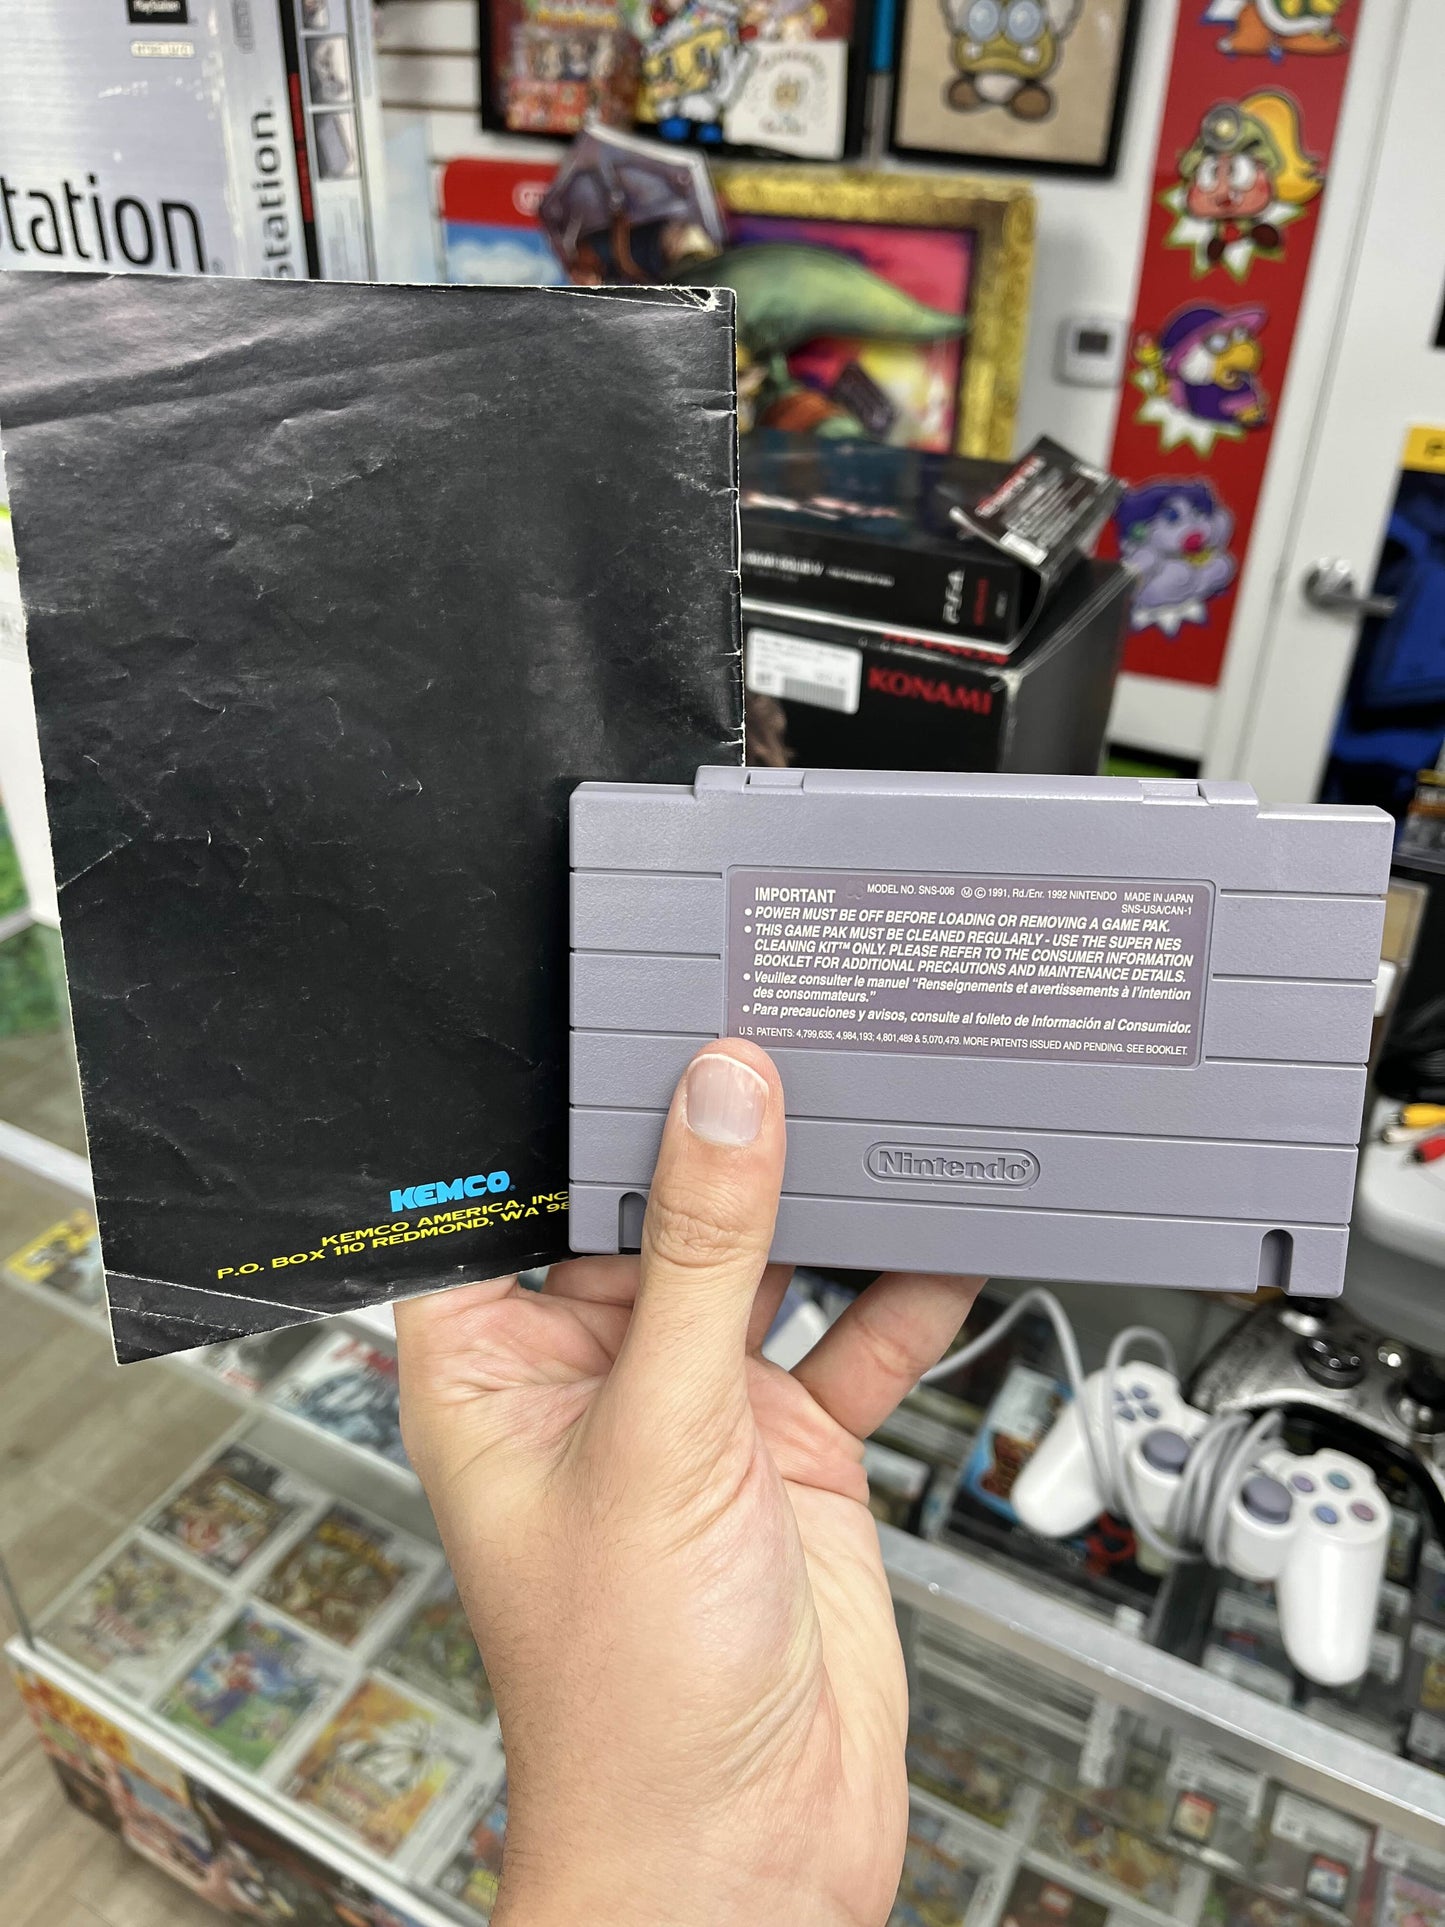 PlayStation
tation
Station.
PS4
KONAMI
KONAMI
IMPORTANT
MODEL NO. SNS-006 Ⓜ © 1991, Rd./Enr. 1992 NINTENDO MADE IN JAPAN
SNS-USA/CAN-1
• POWER MUST BE OFF BEFORE LOADING OR REMOVING A GAME PAK.
• THIS GAME PAK MUST BE CLEANED REGULARLY - USE THE SUPER NES
CLEANING KIT™ ONLY. PLEASE REFER TO THE CONSUMER INFORMATION
BOOKLET FOR ADDITIONAL PRECAUTIONS AND MAINTENANCE DETAILS.
• Veuillez consulter le manuel “Renseignements et avertissements à l’intention
des consommateurs.”
• Para precauciones y avisos, consulte al folleto de Información al Consumidor.
U.S. PATENTS: 4,799,635; 4,984,193; 4,801,489 & 5,070,479. MORE PATENTS ISSUED AND PENDING. SEE BOOKLET.
Nintendo®
KEMCO®
KEMCO AMERICA, INC
P.O. BOX 110 REDMOND, WA 98